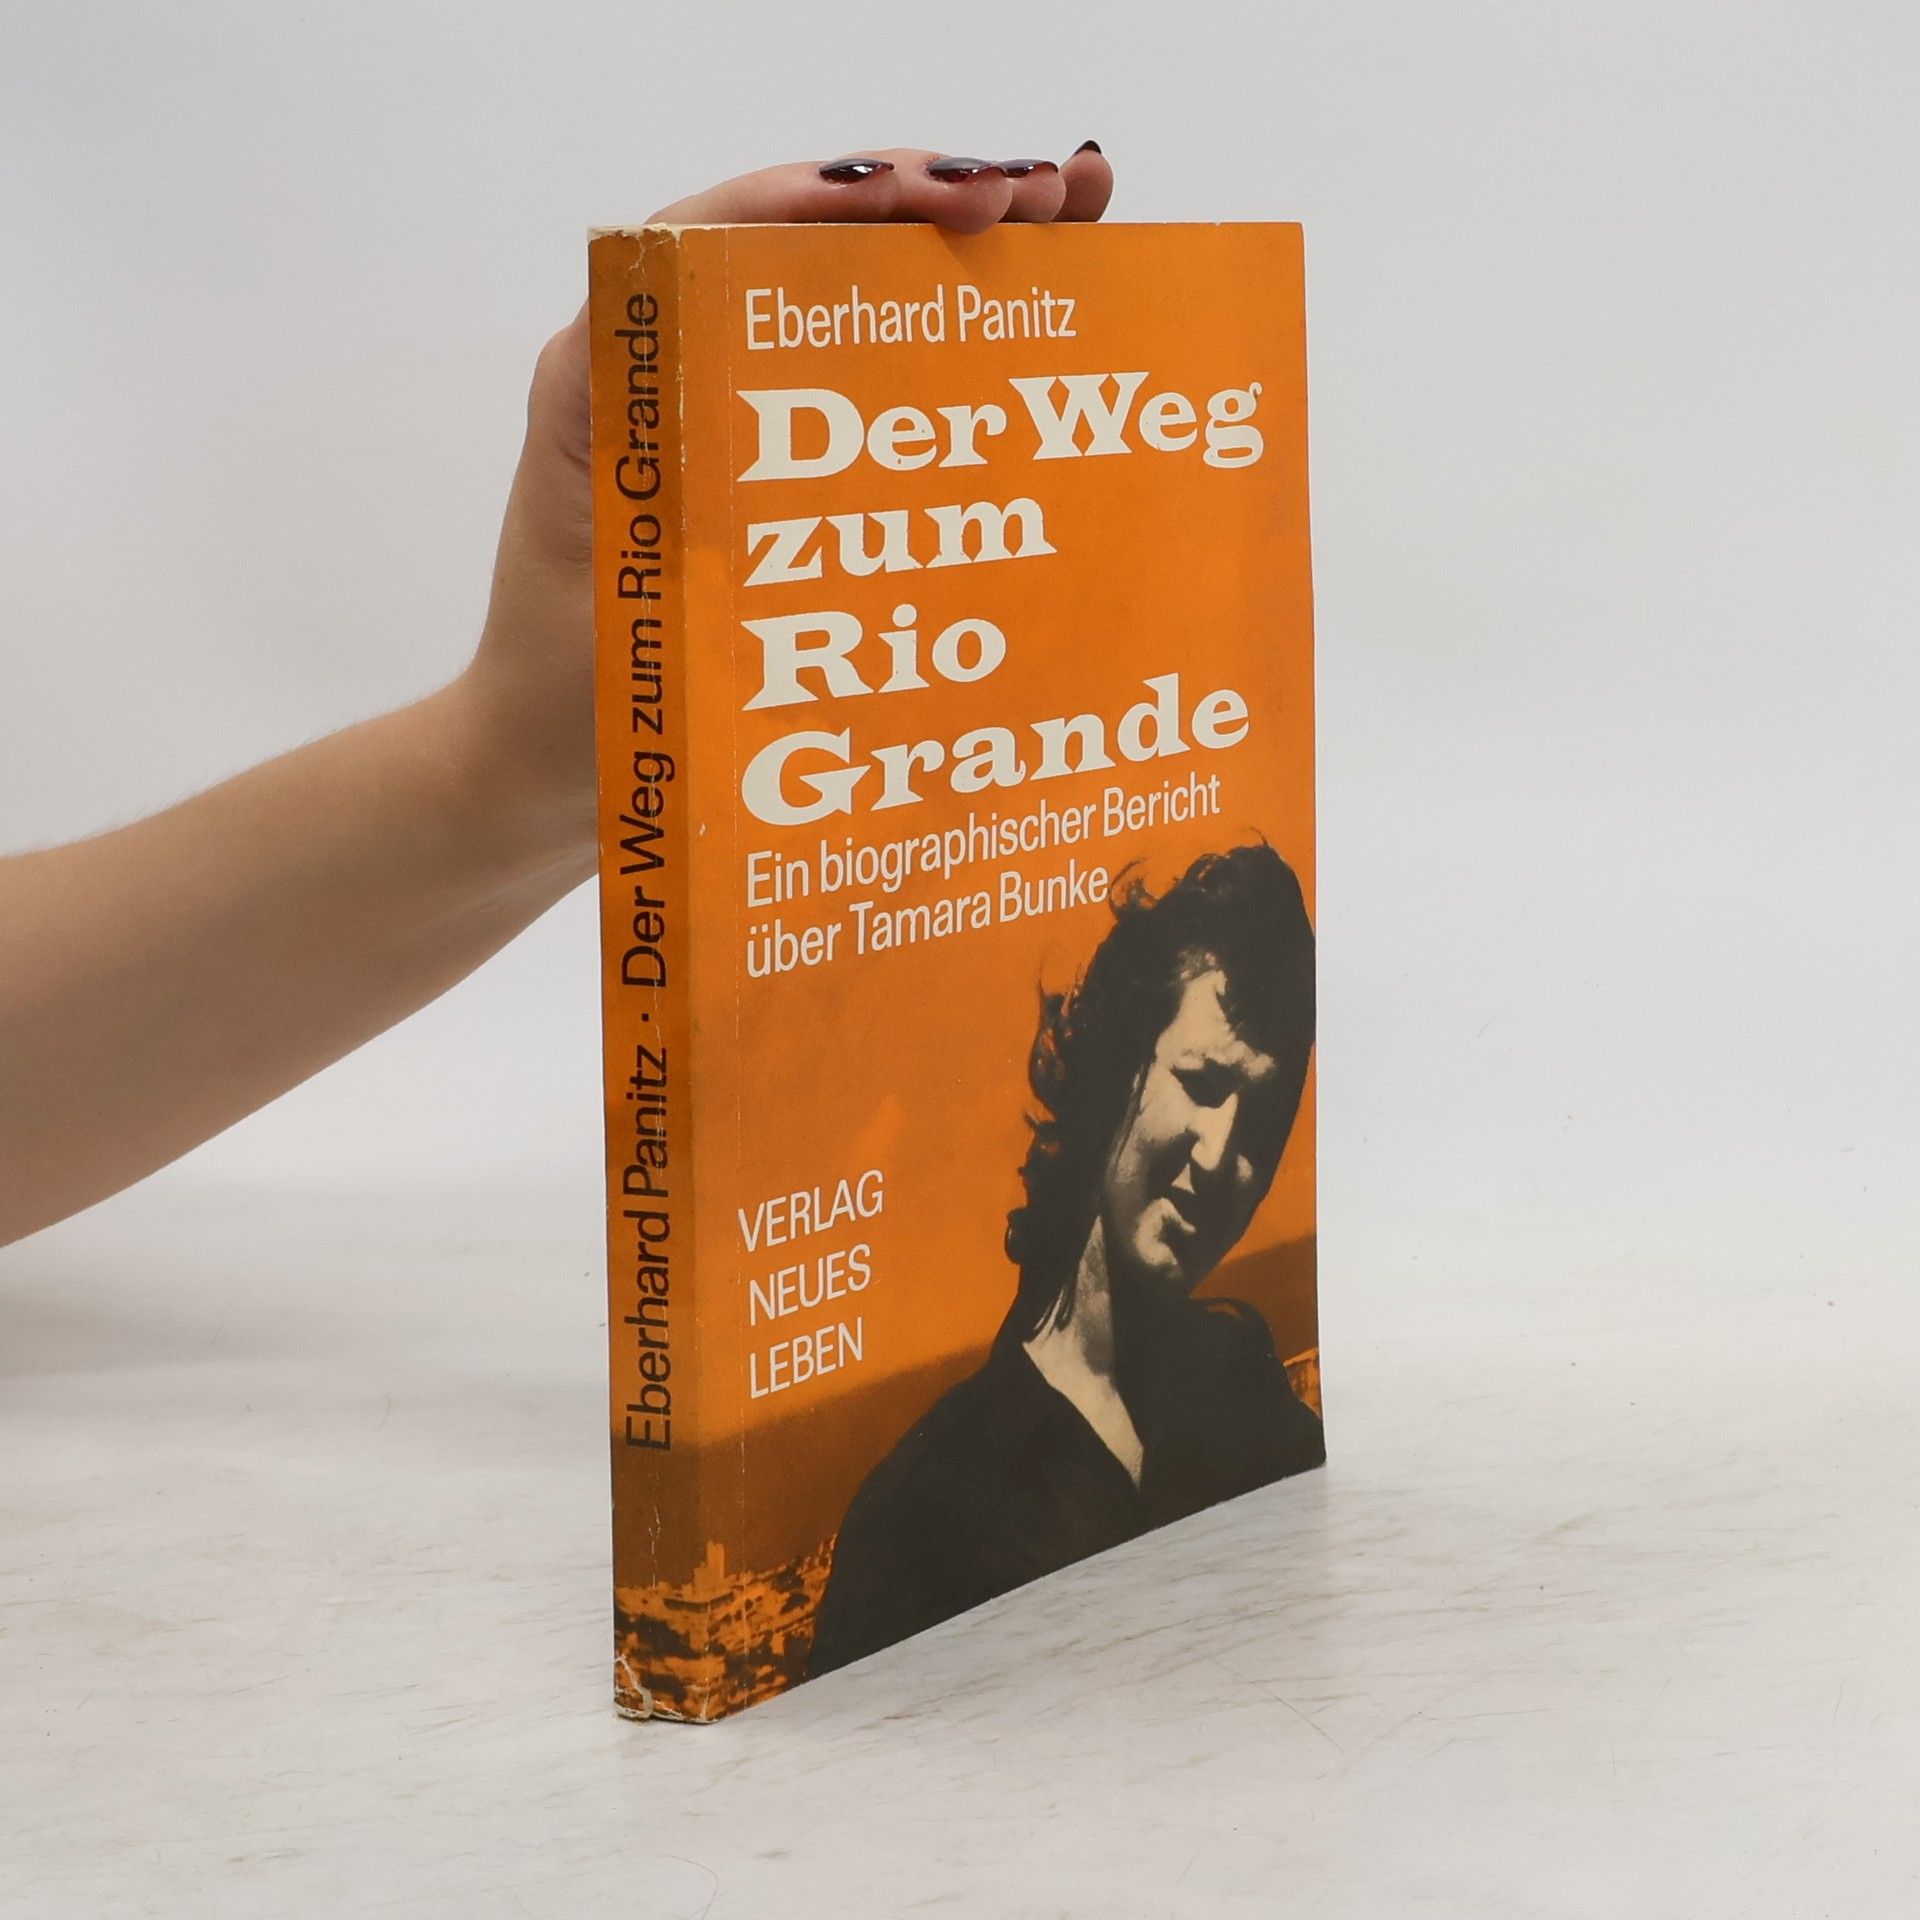 Eberhard Panitz · Der Weg zum Rio Grande
Eberhard Panitz
Der Weg
zum
Rio
Grande
Ein biographischer Bericht
über Tamara Bunke
VERLAG
NEUES
LEBEN